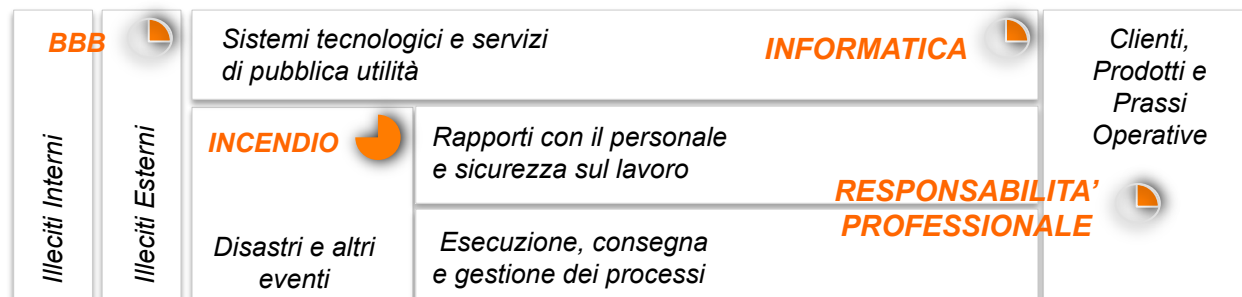 BBB
Illeciti Interni
Illeciti Esterni
Sistemi tecnologici e servizi
di pubblica utilità
INFORMATICA
Clienti,
Prodotti e
Prassi
Operative
INCENDIO
Disastri e altri
eventi
Rapporti con il personale
e sicurezza sul lavoro
RESPONSABILITA’
PROFESSIONALE
Esecuzione, consegna
e gestione dei processi